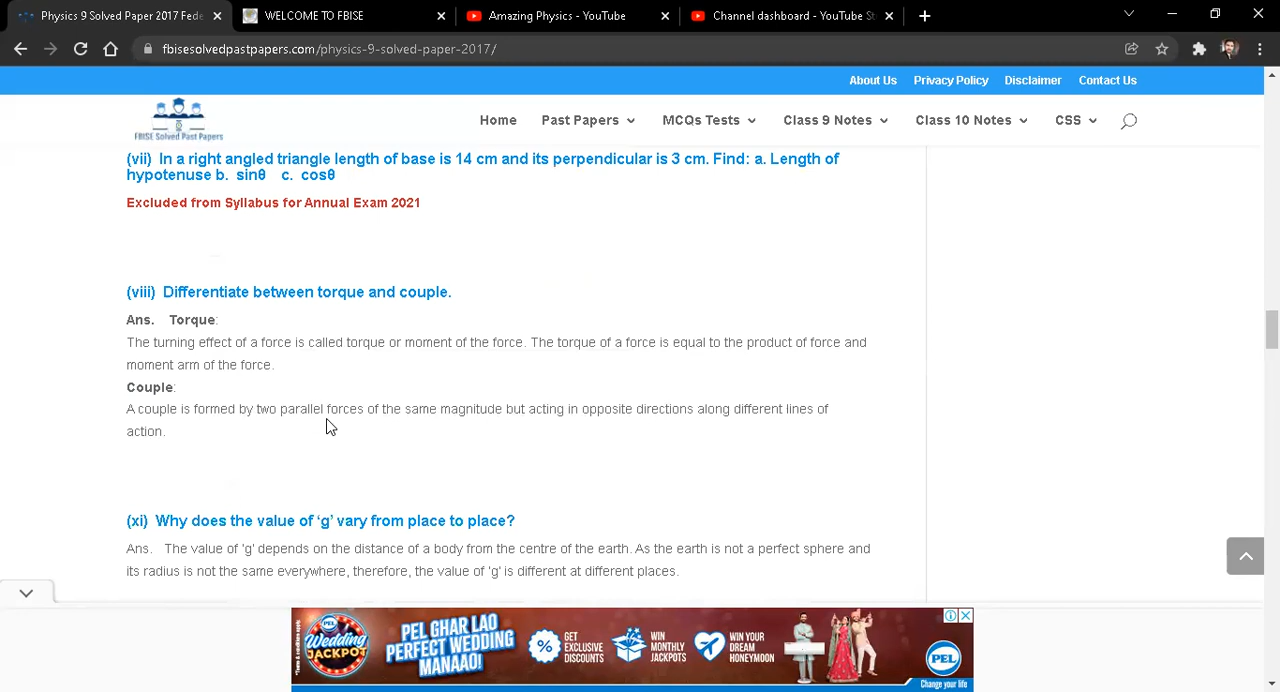 Physics 9 Solved Paper 2017 Fede
WELCOME TO FBISE
Amazing Physics - YouTube
Channel dashboard - YouTube St
fbisesolvedpastpapers.com/physics-9-solved-paper-2017/
About Us Privacy Policy Disclaimer Contact Us
FBISE Solved Past Papers
Home Past Papers MCQs Tests Class 9 Notes Class 10 Notes CSS
(vii) In a right angled triangle length of base is 14 cm and its perpendicular is 3 cm. Find: a. Length of
hypotenuse b. sinθ c. cosθ
Excluded from Syllabus for Annual Exam 2021
(viii) Differentiate between torque and couple.
Ans. Torque:
The turning effect of a force is called torque or moment of the force. The torque of a force is equal to the product of force and
moment arm of the force.
Couple:
A couple is formed by two parallel forces of the same magnitude but acting in opposite directions along different lines of
action.
(xi) Why does the value of ‘g’ vary from place to place?
Ans. The value of 'g' depends on the distance of a body from the centre of the earth. As the earth is not a perfect sphere and
its radius is not the same everywhere, therefore, the value of 'g' is different at different places.
PEL
Wedding
JACKPOT
PEL GHAR LAO
PERFECT WEDDING
MANAAO!
%
GET
EXCLUSIVE
DISCOUNTS
WIN
MONTHLY
JACKPOTS
WIN YOUR
DREAM
HONEYMOON
PEL
Change your life